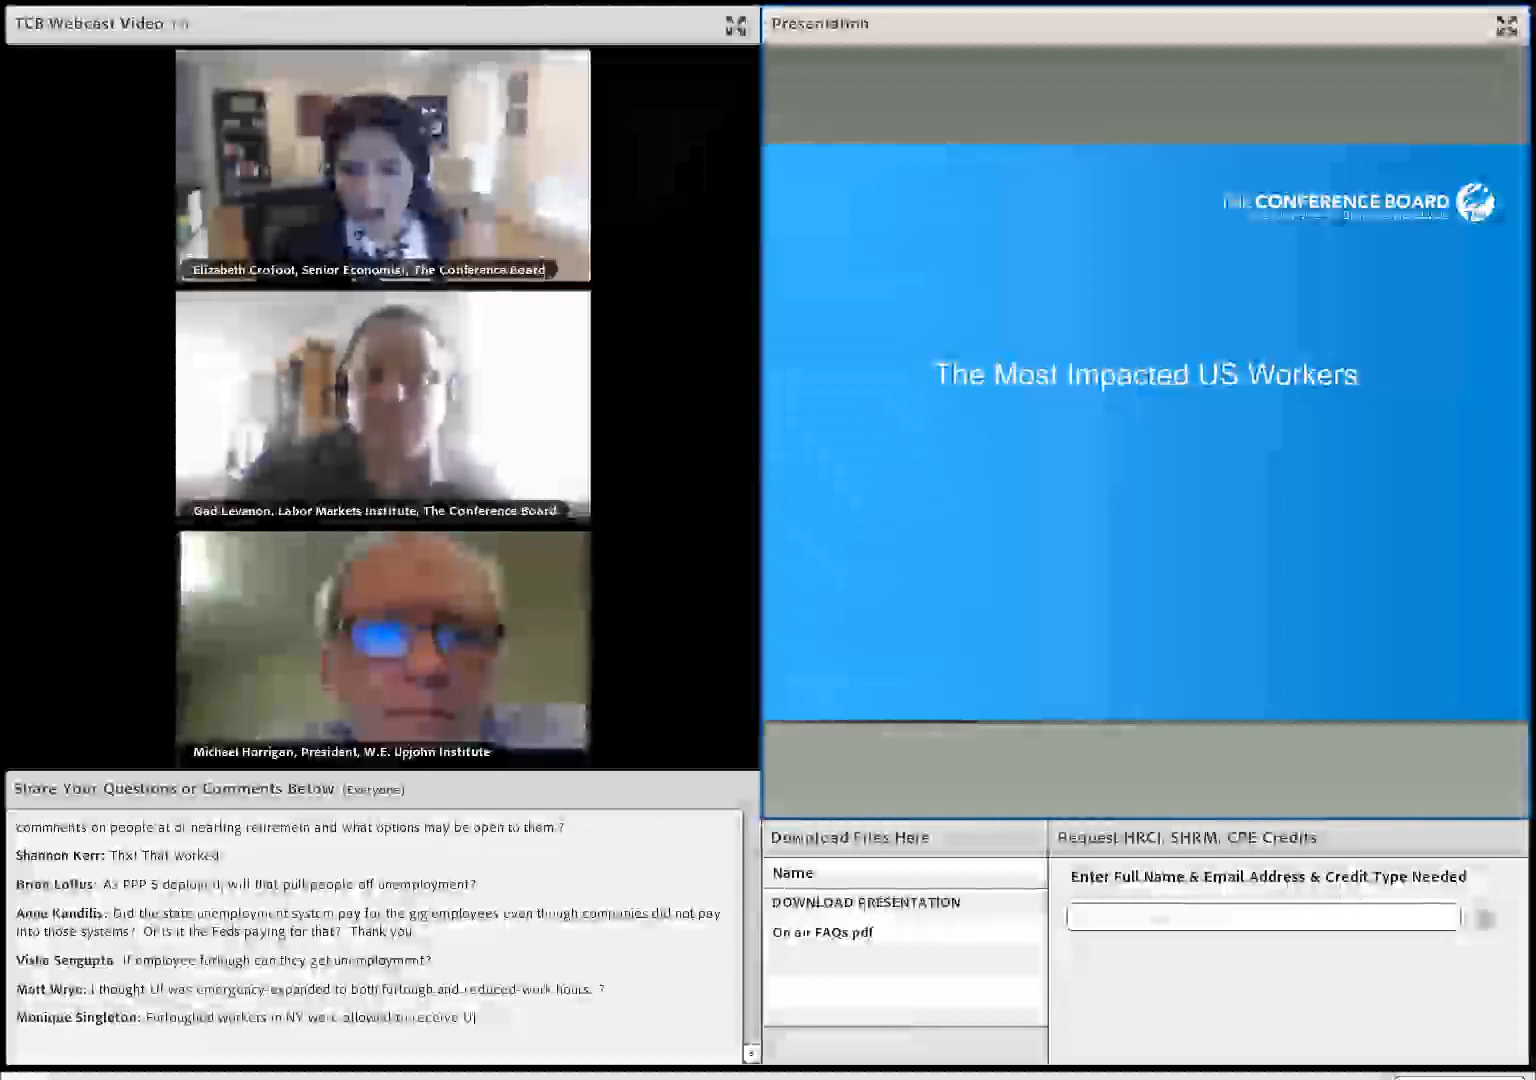 TCB Webcast Video
Elizabeth Crofoot, Senior Economist, The Conference Board
Gad Levanon, Labor Markets Institute, The Conference Board
Michael Horrigan, President, W.E. Upjohn Institute
Share Your Questions or Comments Below (Everyone)
comments on people at or nearing retirement and what options may be open to them ?
Shannon Kerr: Thx! That worked
Brian Loftus: As PPP $ deployed, will that pull people off unemployment?
Anne Kandilis: Did the state unemployment system pay for the gig employees even though companies did not pay
into those systems? Or is it the Feds paying for that? Thank you
Sengupta: if employee furlough can they get unemployment?
Matt Wrye: I thought UI was emergency-expanded to both furlough and reduced-work hours. ?
Monique Singleton: Furloughed workers in NY were allowed to receive UI
Presentation
THE CONFERENCE BOARD
The Most Impacted US Workers
Download Files Here
Name
DOWNLOAD PRESENTATION
On air FAQs.pdf
Request HRCI, SHRM, CPE Credits
Enter Full Name & Email Address & Credit Type Needed